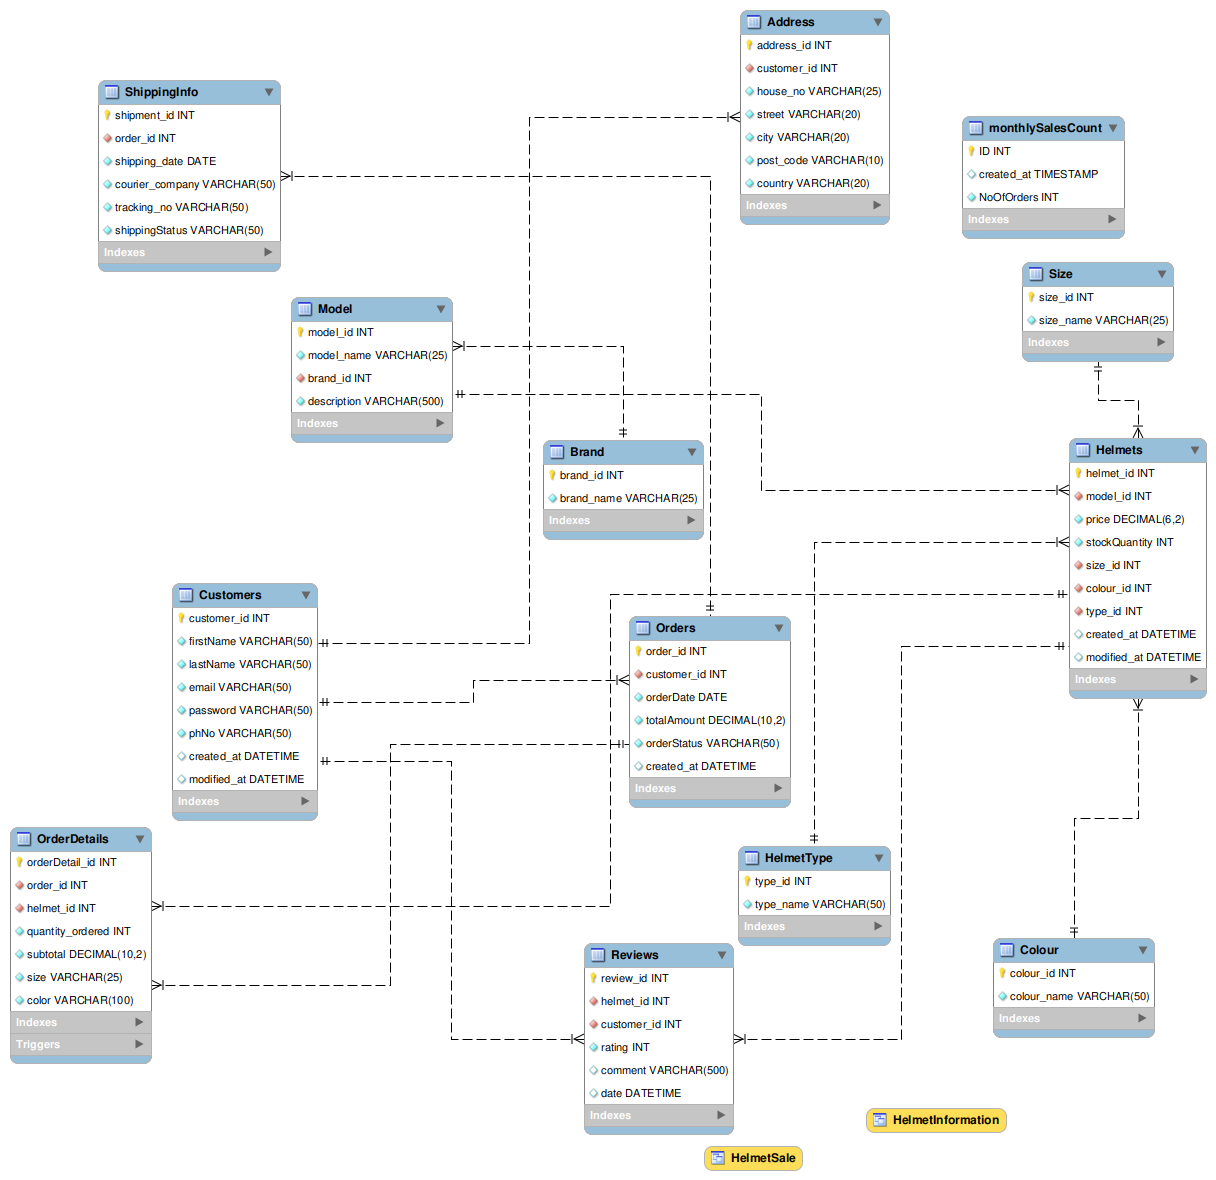 Address
address_id INT
customer_id INT
house_no VARCHAR(25)
street VARCHAR(20)
city VARCHAR(20)
post_code VARCHAR(10)
country VARCHAR(20)
Indexes
ShippingInfo
shipment_id INT
order_id INT
shipping_date DATE
courier_company VARCHAR(50)
tracking_no VARCHAR(50)
shippingStatus VARCHAR(50)
Indexes
monthlySalesCount
ID INT
created_at TIMESTAMP
NoOfOrders INT
Indexes
Size
size_id INT
size_name VARCHAR(25)
Indexes
Model
model_id INT
model_name VARCHAR(25)
brand_id INT
description VARCHAR(500)
Indexes
Brand
brand_id INT
brand_name VARCHAR(25)
Indexes
Helmets
helmet_id INT
model_id INT
price DECIMAL(6,2)
stockQuantity INT
size_id INT
colour_id INT
type_id INT
created_at DATETIME
modified_at DATETIME
Indexes
Customers
customer_id INT
firstName VARCHAR(50)
lastName VARCHAR(50)
email VARCHAR(50)
password VARCHAR(50)
phNo VARCHAR(50)
created_at DATETIME
modified_at DATETIME
Indexes
Orders
order_id INT
customer_id INT
orderDate DATE
totalAmount DECIMAL(10,2)
orderStatus VARCHAR(50)
created_at DATETIME
Indexes
OrderDetails
orderDetail_id INT
order_id INT
helmet_id INT
quantity_ordered INT
subtotal DECIMAL(10,2)
size VARCHAR(25)
color VARCHAR(100)
Indexes
Triggers
HelmetType
type_id INT
type_name VARCHAR(50)
Indexes
Reviews
review_id INT
helmet_id INT
customer_id INT
rating INT
comment VARCHAR(500)
date DATETIME
Indexes
Colour
colour_id INT
colour_name VARCHAR(50)
Indexes
HelmetInformation
HelmetSale